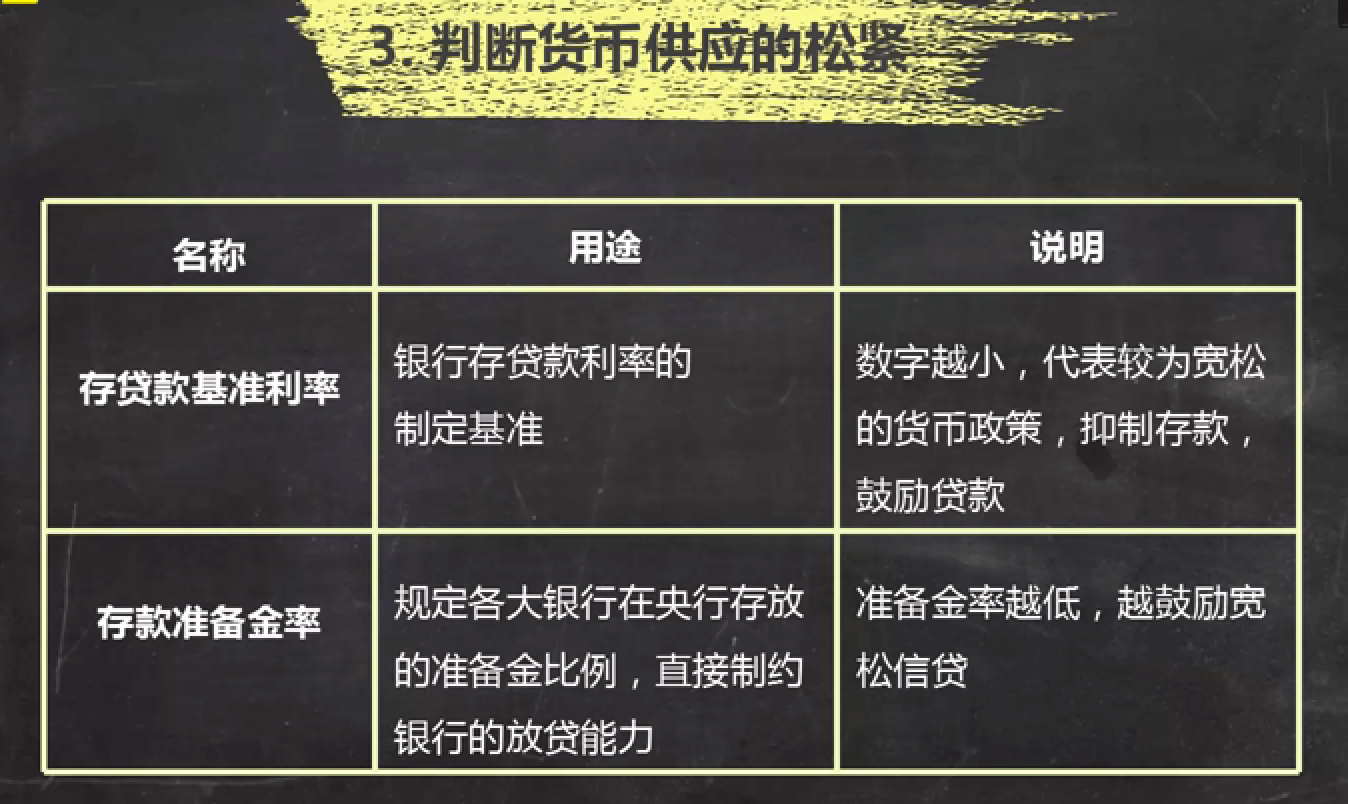 3. 判断货币供应的松紧
名称
用途
说明
存贷款基准利率
银行存贷款利率的
制定基准
数字越小，代表较为宽松
的货币政策，抑制存款，
鼓励贷款
存款准备金率
规定各大银行在央行存放
的准备金比例，直接制约
银行的放贷能力
准备金率越低，越鼓励宽
松信贷